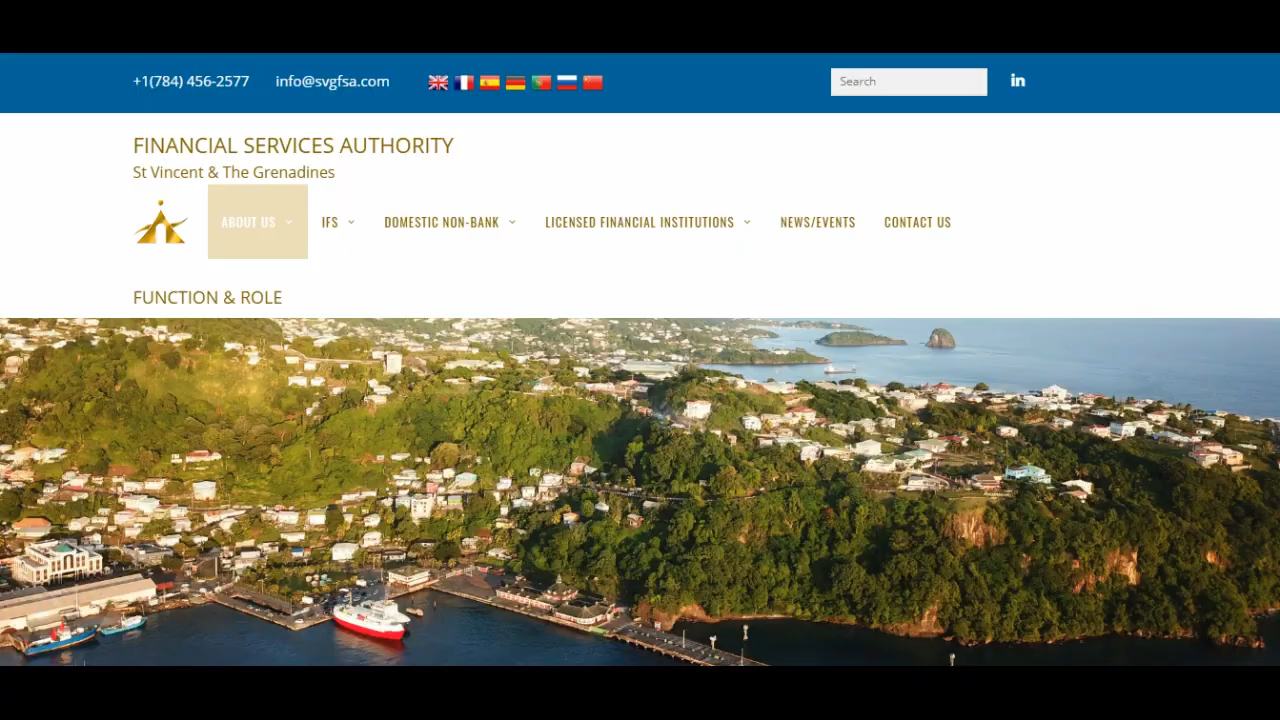 +1(784) 456-2577 info@svgfsa.com Search in
FINANCIAL SERVICES AUTHORITY
St Vincent & The Grenadines
ABOUT US IFS DOMESTIC NON-BANK LICENSED FINANCIAL INSTITUTIONS NEWS/EVENTS CONTACT US
FUNCTION & ROLE